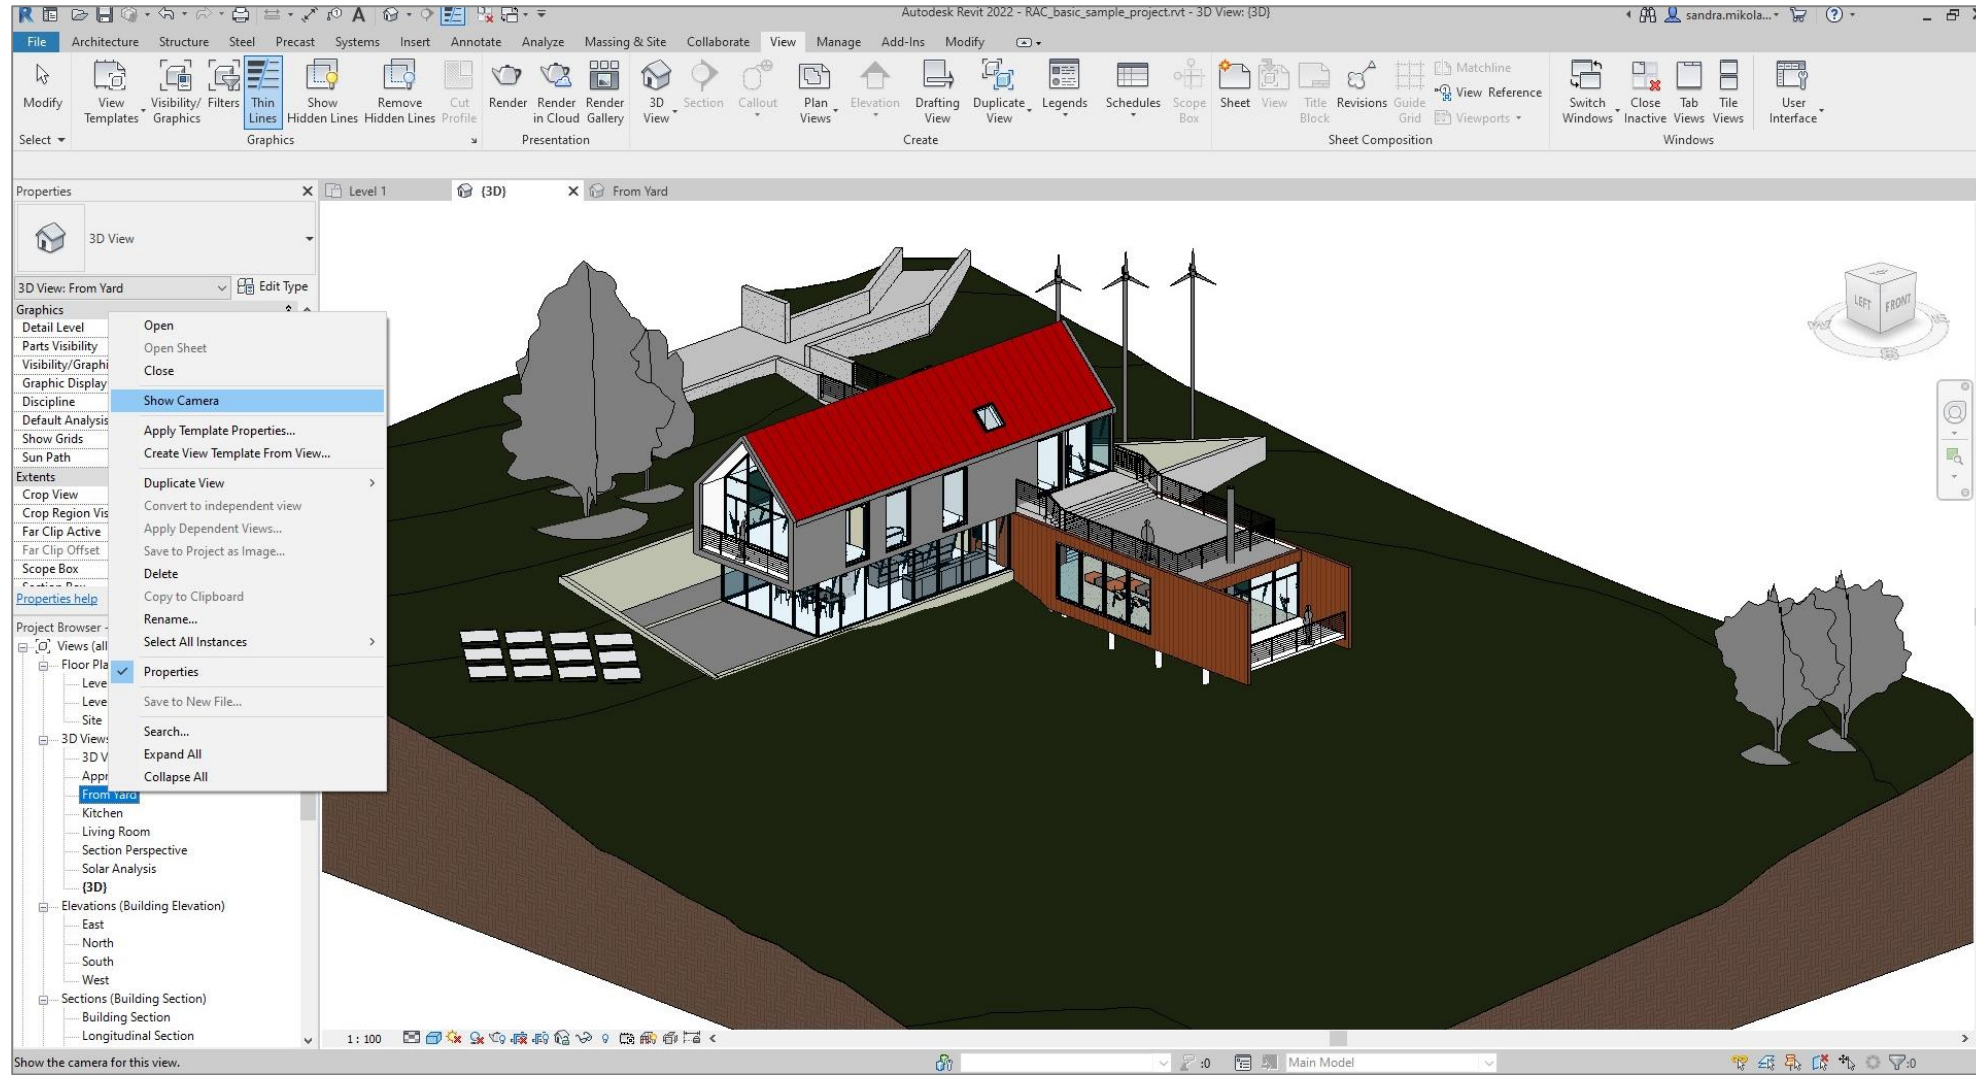 Autodesk Revit 2022 - RAC_basic_sample_project.rvt - 3D View: {3D}
sandra.mikola...
File Architecture Structure Steel Precast Systems Insert Annotate Analyze Massing & Site Collaborate View Manage Add-Ins Modify
Modify
View Templates
Visibility/ Graphics
Filters
Thin Lines
Show Hidden Lines
Remove Hidden Lines
Cut Profile
Render
Render in Cloud
Render Gallery
3D View
Section
Callout
Plan Views
Elevation
Drafting View
Duplicate View
Legends
Schedules
Scope Box
Sheet
View
Title Block
Revisions
Guide Grid
Matchline
View Reference
Viewports
Switch Windows
Close Inactive
Tab Views
Tile Views
User Interface
Select
Graphics
Presentation
Create
Sheet Composition
Windows
Properties
Level 1
{3D}
From Yard
3D View
3D View: From Yard
Edit Type
Graphics
Detail Level
Parts Visibility
Visibility/Graphi
Graphic Display
Discipline
Default Analysis
Show Grids
Sun Path
Extents
Crop View
Crop Region Vis
Far Clip Active
Far Clip Offset
Scope Box
Properties help
Open
Open Sheet
Close
Show Camera
Apply Template Properties...
Create View Template From View...
Duplicate View
Convert to independent view
Apply Dependent Views...
Save to Project as Image...
Delete
Copy to Clipboard
Rename...
Select All Instances
Properties
Save to New File...
Search...
Expand All
Collapse All
Project Browser -
Views (all
Floor Pla
Leve
Leve
Site
3D Views
3D V
Appr
From Yard
Kitchen
Living Room
Section Perspective
Solar Analysis
{3D}
Elevations (Building Elevation)
East
North
South
West
Sections (Building Section)
Building Section
Longitudinal Section
LEFT
FRONT
1 : 100
Show the camera for this view.
:0
Main Model
:0